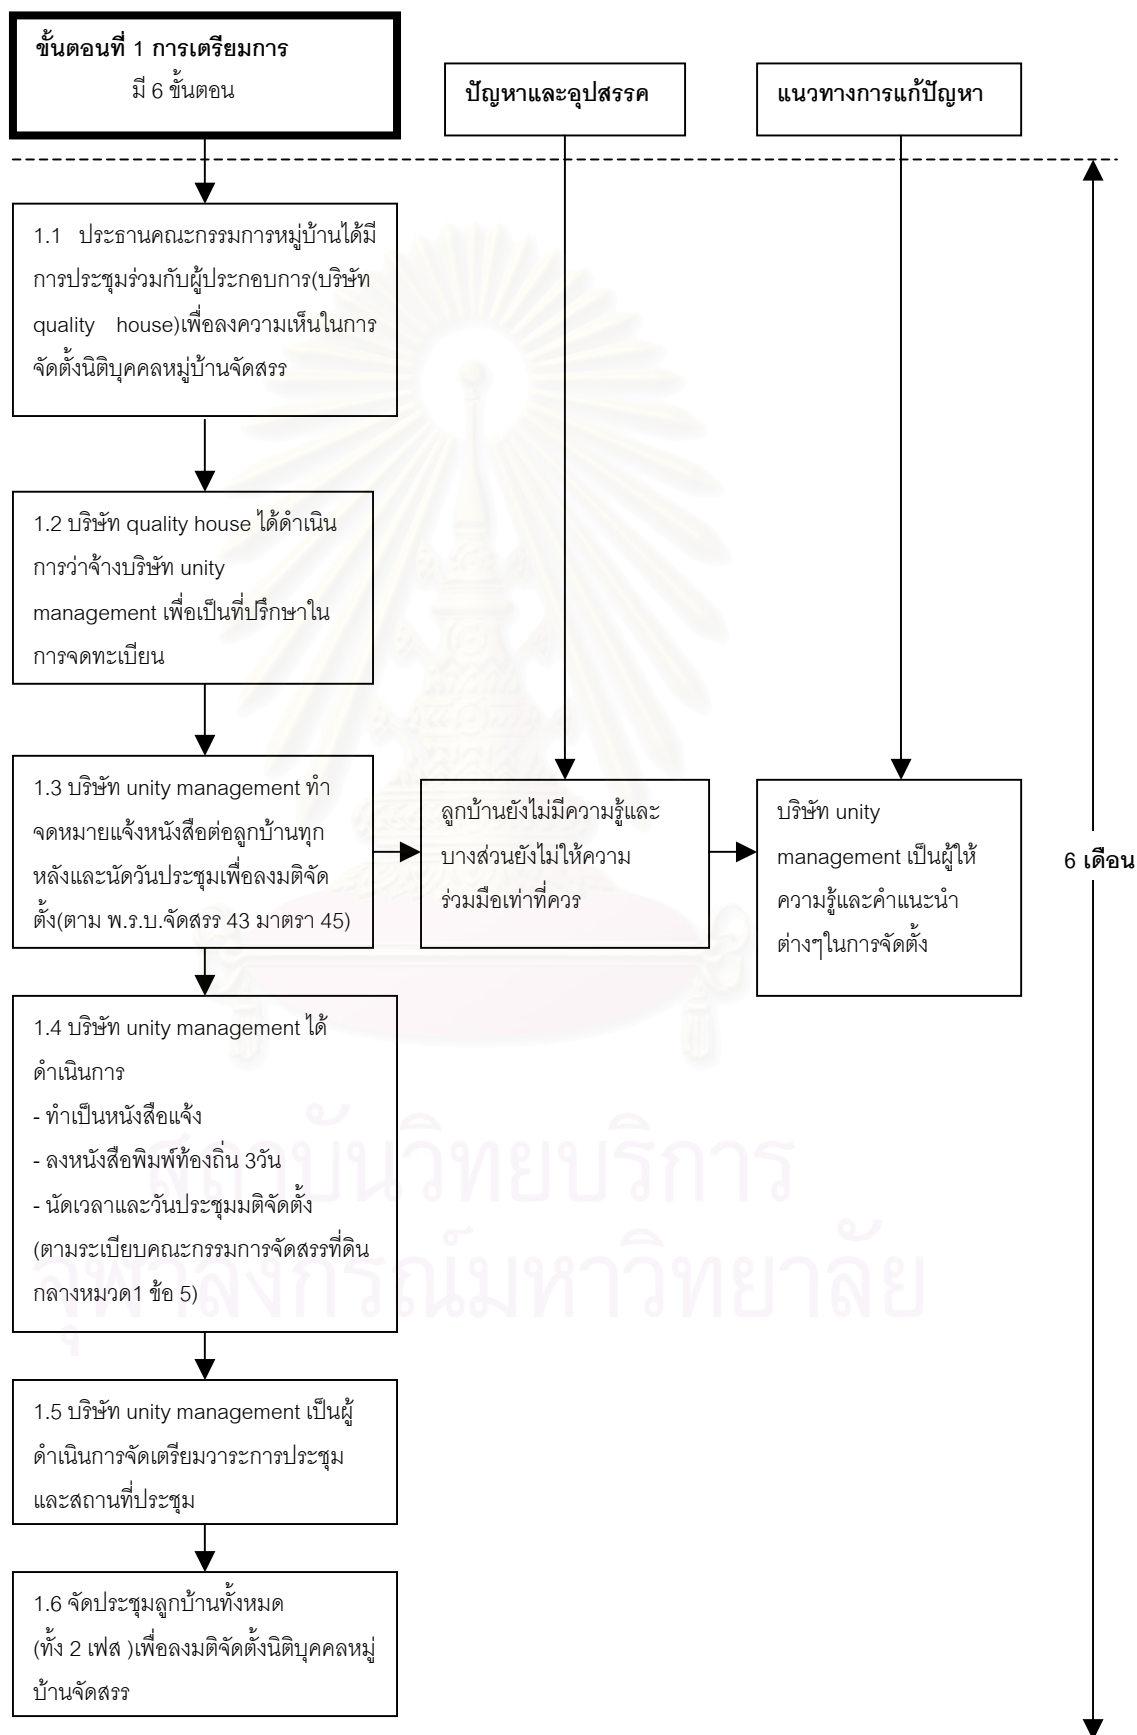 ขั้นตอนที่ 1 การเตรียมการ
มี 6 ขั้นตอน
ปัญหาและอุปสรรค
แนวทางการแก้ปัญหา
1.1 ประธานคณะกรรมการหมู่บ้านได้มี
การประชุมร่วมกับผู้ประกอบการ(บริษัท
quality house)เพื่อลงความเห็นในการ
จัดตั้งนิติบุคคลหมู่บ้านจัดสรร
1.2 บริษัท quality house ได้ดำเนิน
การว่าจ้างบริษัท unity
management เพื่อเป็นที่ปรึกษาใน
การจดทะเบียน
1.3 บริษัท unity management ทำ
จดหมายแจ้งหนังสือต่อลูกบ้านทุก
หลังและนัดวันประชุมเพื่อลงมติจัด
ตั้ง(ตาม พ.ร.บ.จัดสรร 43 มาตรา 45)
ลูกบ้านยังไม่มีความรู้และ
บางส่วนยังไม่ให้ความ
ร่วมมือเท่าที่ควร
บริษัท unity
management เป็นผู้ให้
ความรู้และคำแนะนำ
ต่างๆในการจัดตั้ง
6 เดือน
1.4 บริษัท unity management ได้
ดำเนินการ
- ทำเป็นหนังสือแจ้ง
- ลงหนังสือพิมพ์ท้องถิ่น 3วัน
- นัดเวลาและวันประชุมมติจัดตั้ง
(ตามระเบียบคณะกรรมการจัดสรรที่ดิน
กลางหมวด1 ข้อ 5)
สถาบันวิทยบริการ
จุฬาลงกรณ์มหาวิทยาลัย
1.5 บริษัท unity management เป็นผู้
ดำเนินการจัดเตรียมวาระการประชุม
และสถานที่ประชุม
1.6 จัดประชุมลูกบ้านทั้งหมด
(ทั้ง 2 เฟส )เพื่อลงมติจัดตั้งนิติบุคคลหมู่
บ้านจัดสรร